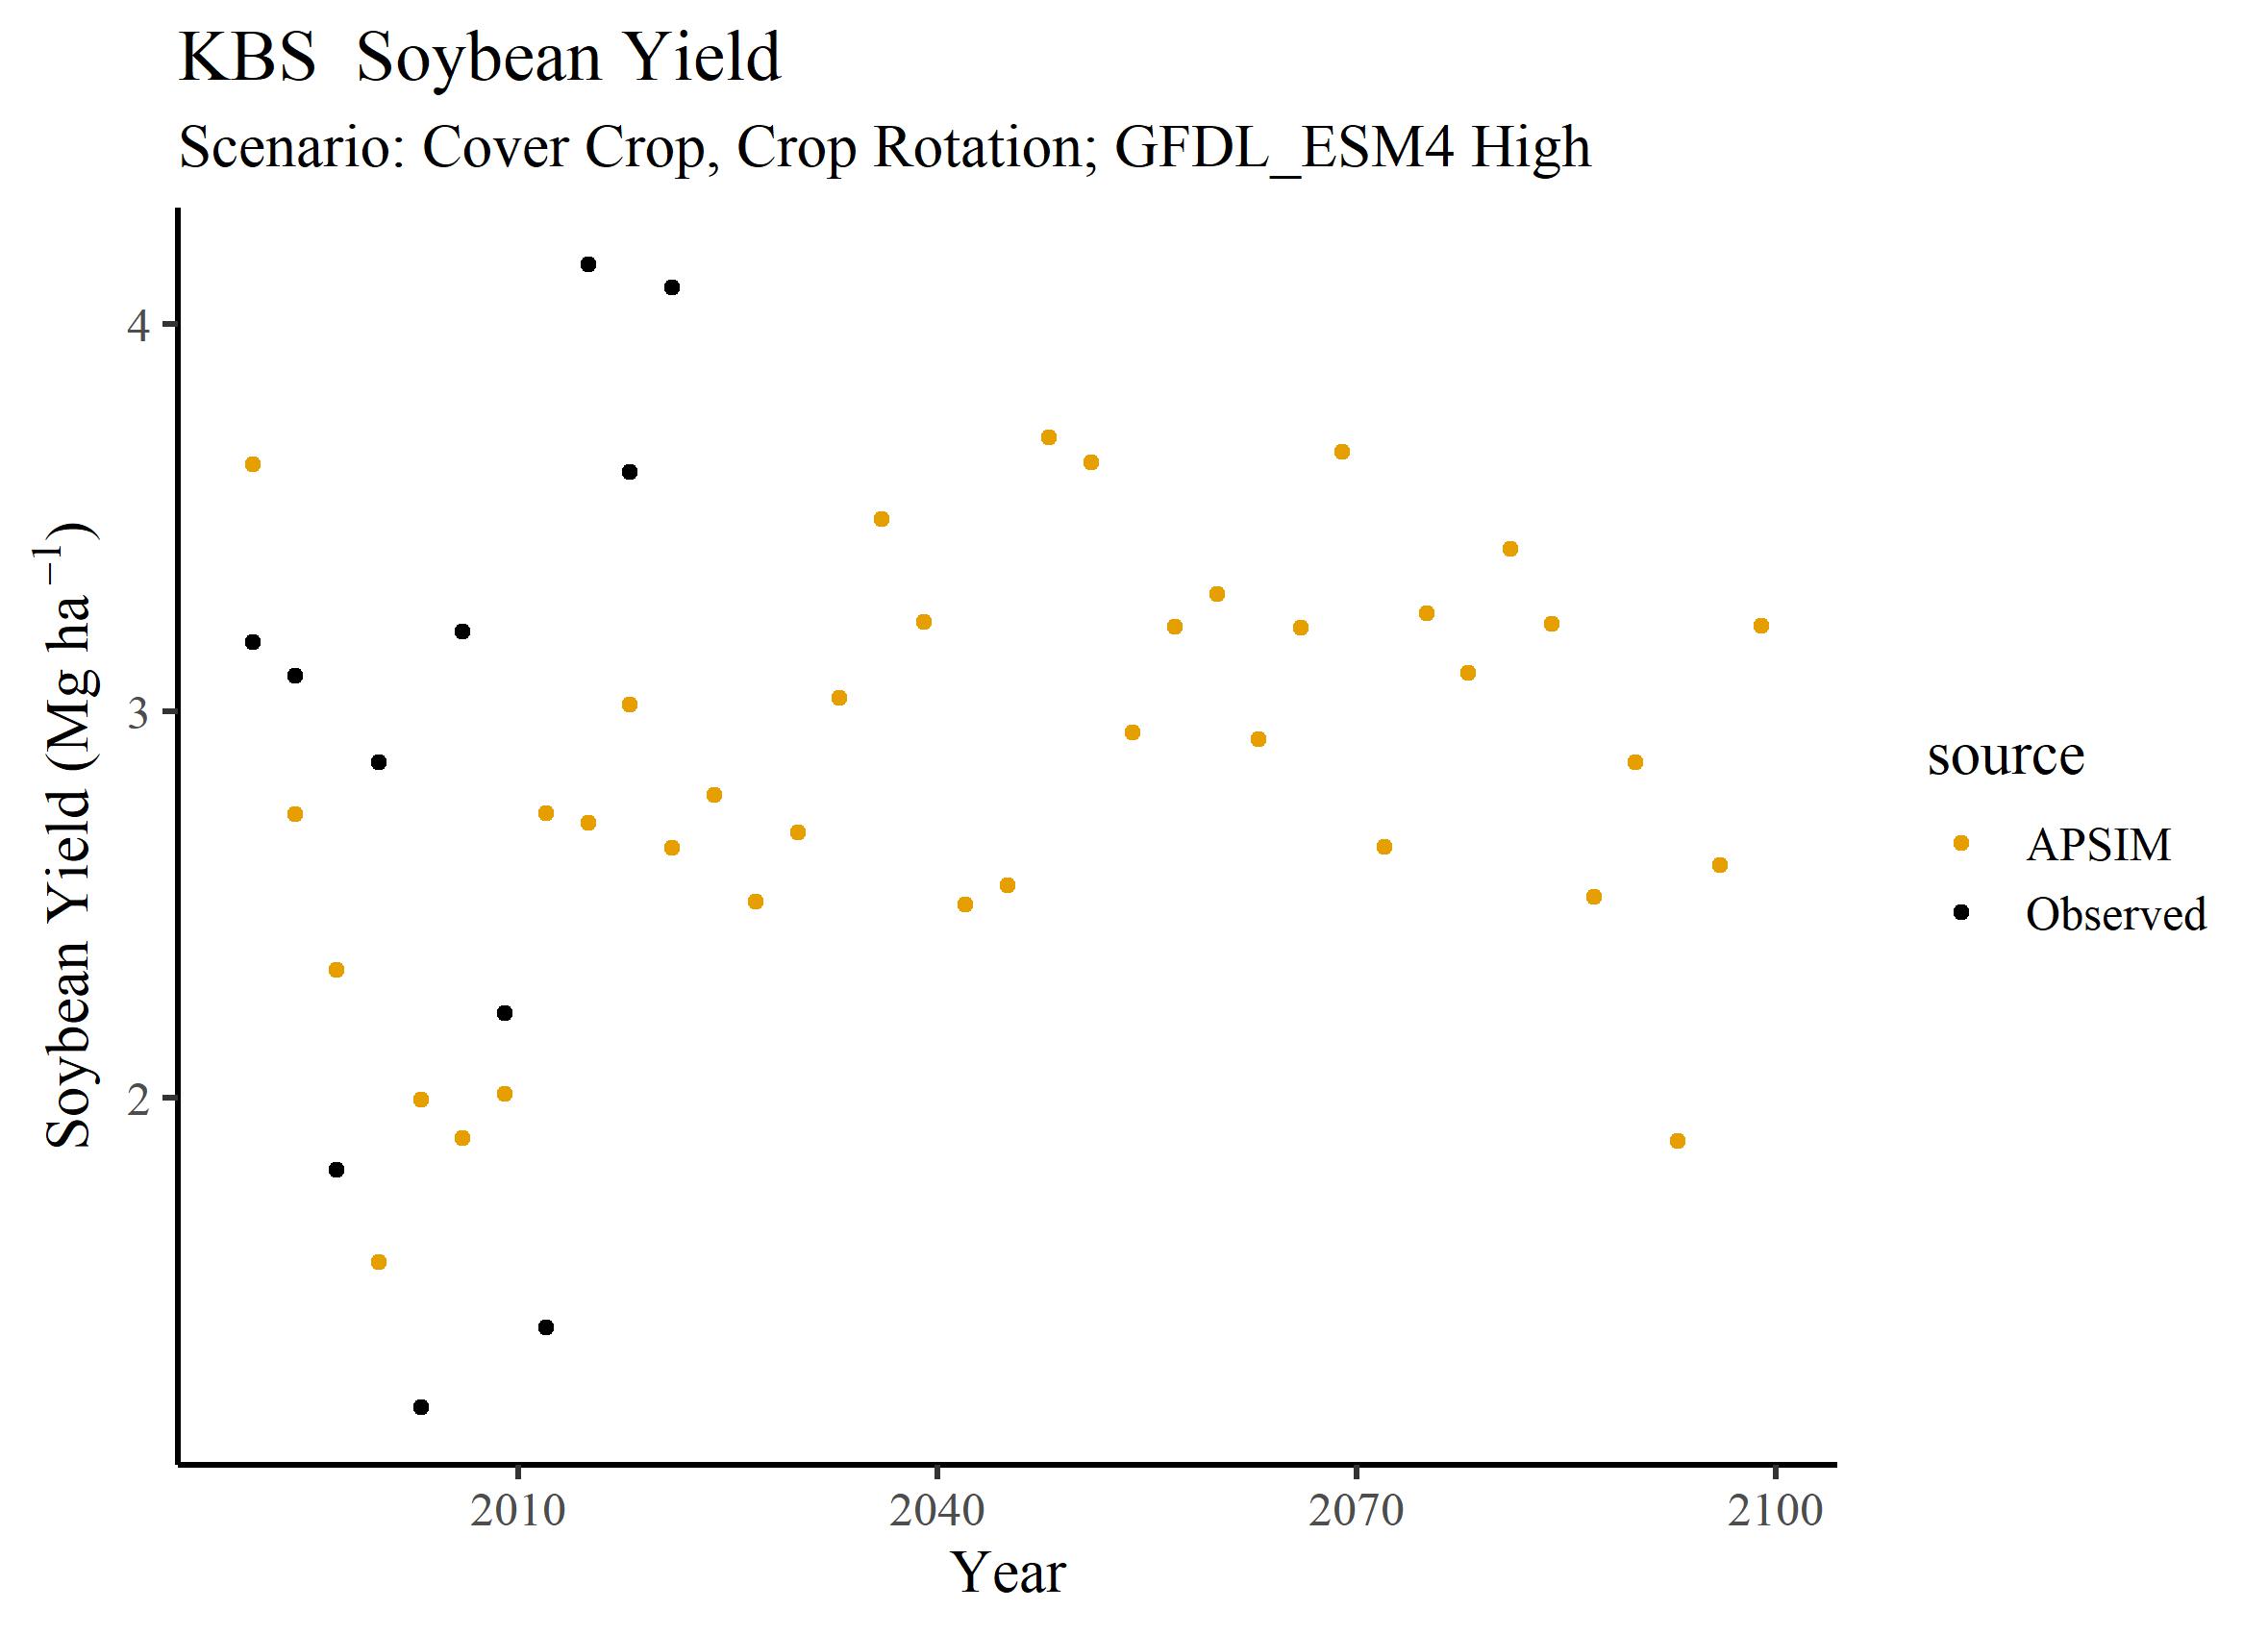 KBS  Soybean Yield
Scenario: Cover Crop, Crop Rotation; GFDL_ESM4 High
Soybean Yield (Mg ha⁻¹)
4
3
2
2010
2040
2070
2100
Year
source
APSIM
Observed